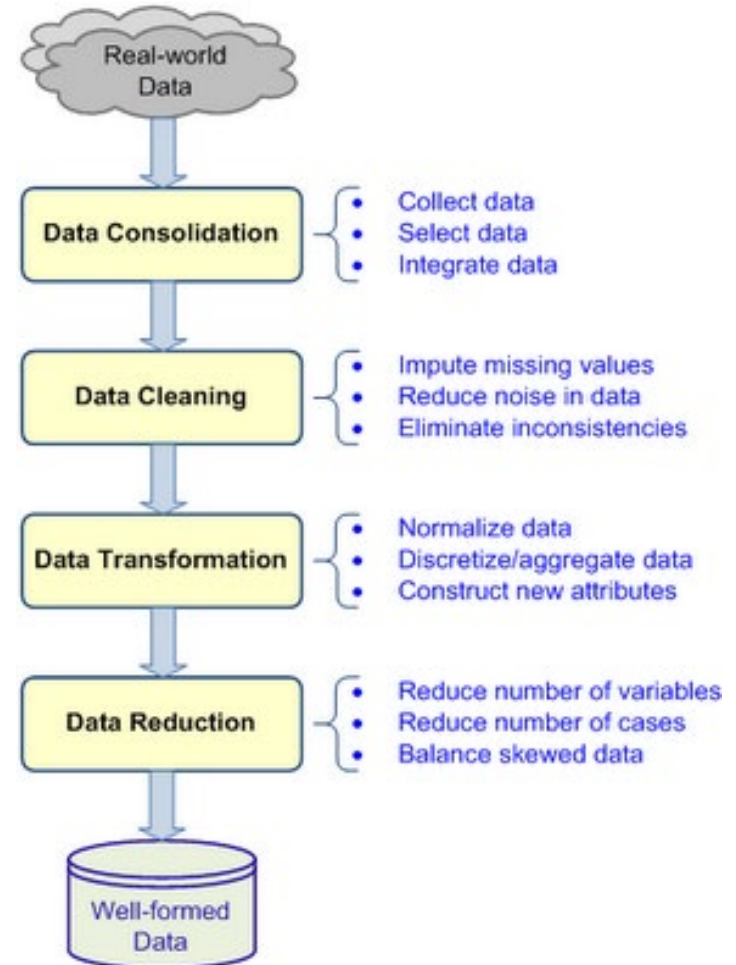 Real-world
Data
Data Consolidation
• Collect data
• Select data
• Integrate data
Data Cleaning
• Impute missing values
• Reduce noise in data
• Eliminate inconsistencies
Data Transformation
• Normalize data
• Discretize/aggregate data
• Construct new attributes
Data Reduction
• Reduce number of variables
• Reduce number of cases
• Balance skewed data
Well-formed
Data